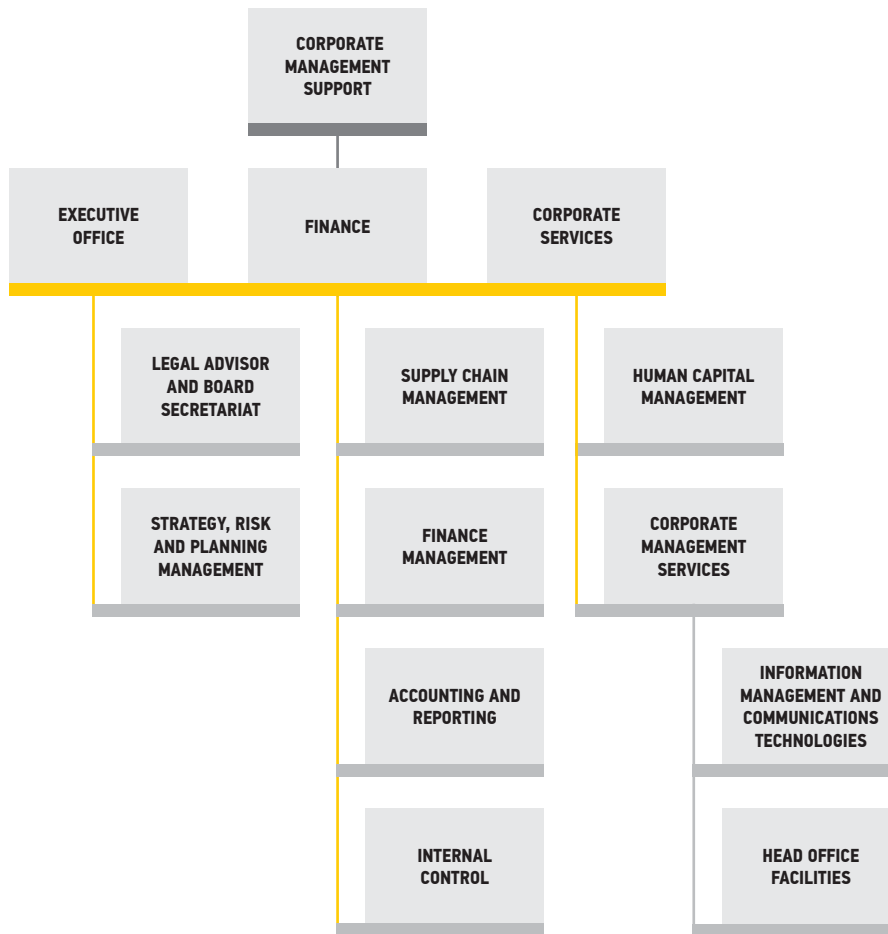 CORPORATE
MANAGEMENT
SUPPORT
EXECUTIVE
OFFICE
FINANCE
CORPORATE
SERVICES
LEGAL ADVISOR
AND BOARD
SECRETARIAT
SUPPLY CHAIN
MANAGEMENT
HUMAN CAPITAL
MANAGEMENT
STRATEGY, RISK
AND PLANNING
MANAGEMENT
FINANCE
MANAGEMENT
CORPORATE
MANAGEMENT
SERVICES
ACCOUNTING AND
REPORTING
INFORMATION
MANAGEMENT AND
COMMUNICATIONS
TECHNOLOGIES
INTERNAL
CONTROL
HEAD OFFICE
FACILITIES